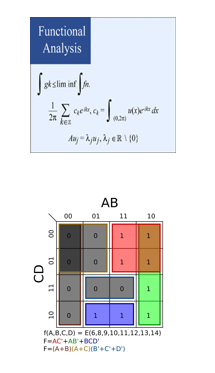 Functional
Analysis
∫ gk ≤ lim inf ∫ fn.
1/2π ∑ k∈z c_k e^{ikx}, c_k = ∫_{(0,2π)} u(x)e^{-ikx} dx
Au_j = λ_j u_j, λ_j ∈ ℝ \ {0}
AB
00 01 11 10
00 0 0 1 1
01 0 0 1 1
CD
11 0 0 0 1
10 0 1 1 1
f(A,B,C,D) = E(6,8,9,10,11,12,13,14)
F=AC'+AB'+BCD'
F=(A+B)(A+C)(B'+C'+D')